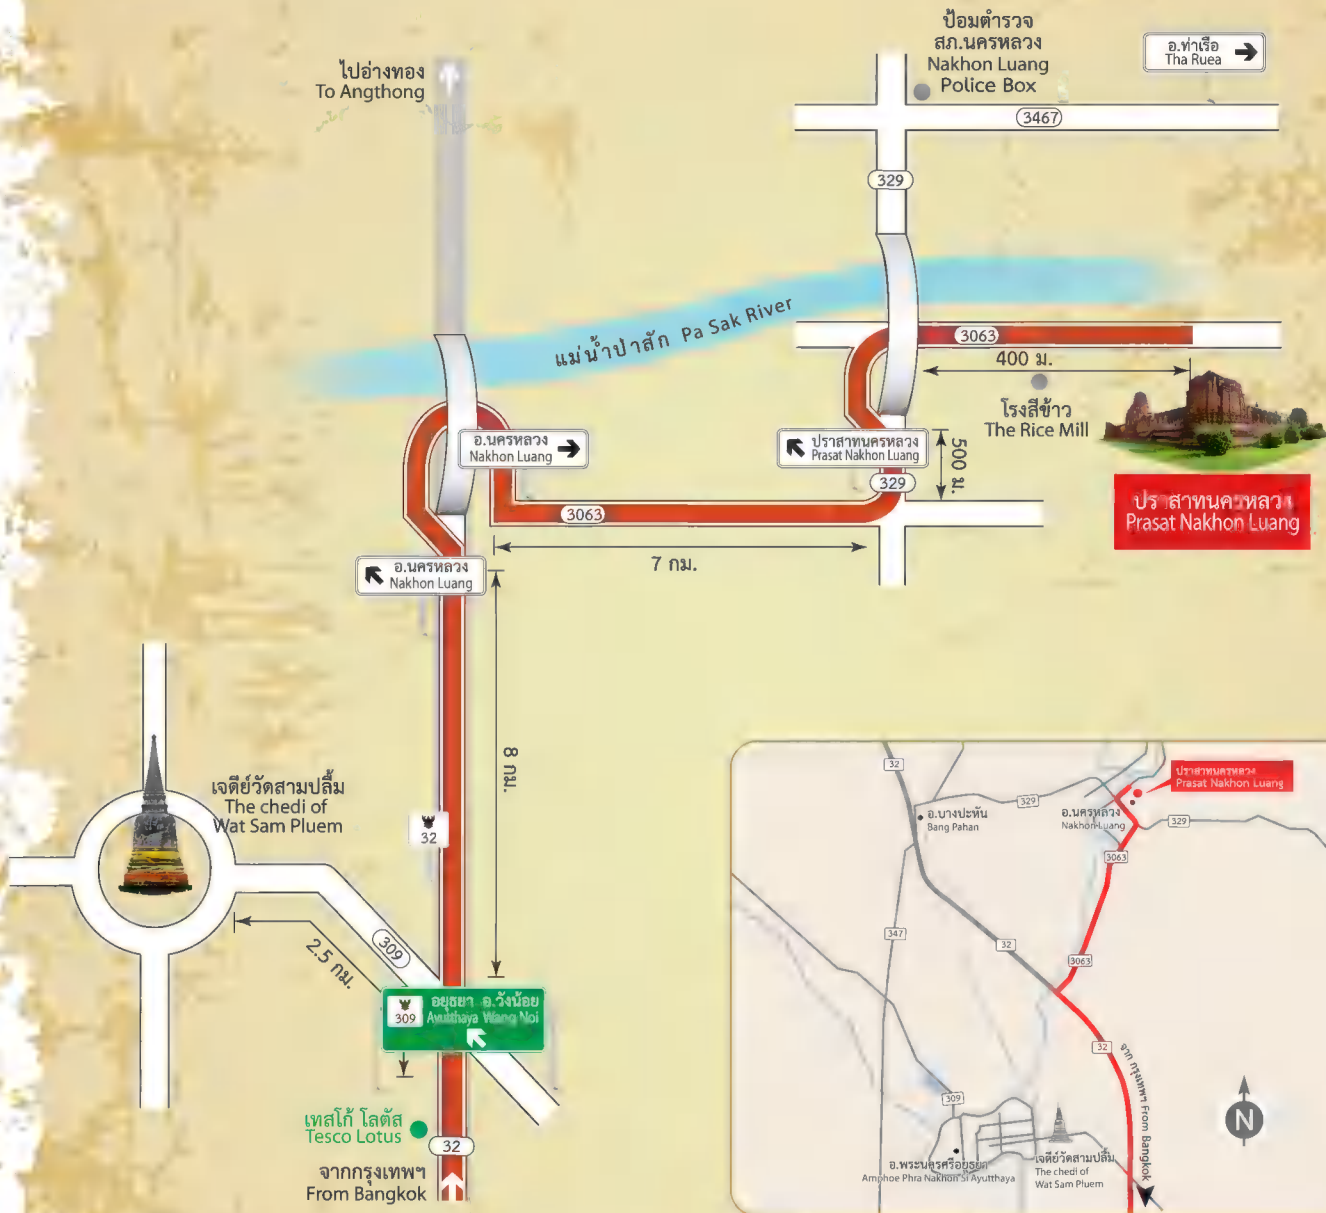 ป้อมตำรวจ
สภ.นครหลวง
Nakhon Luang
Police Box
อ.ท่าเรือ
Tha Ruea
ไปอ่างทอง
To Angthong
3467
329
แม่น้ำป่าสัก Pa Sak River
3063
400 ม.
โรงสีข้าว
The Rice Mill
อ.นครหลวง
Nakhon Luang
ปราสาทนครหลวง
Prasat Nakhon Luang
500 ม.
329
ปราสาทนครหลวง
Prasat Nakhon Luang
3063
7 กม.
อ.นครหลวง
Nakhon Luang
8 กม.
เจดีย์วัดสามปลื้ม
The chedi of
Wat Sam Pluem
32
309
2.5 กม.
309
อยุธยา อ.วังน้อย
Ayutthaya Wang Noi
เทสโก้ โลตัส
Tesco Lotus
32
จากกรุงเทพฯ
From Bangkok
32
ปราสาทนครหลวง
Prasat Nakhon Luang
329
อ.บางปะหัน
Bang Pahan
อ.นครหลวง
Nakhon Luang
329
3063
347
32
3063
32
จาก กรุงเทพฯ From Bangkok
309
N
อ.พระนครศรีอยุธยา
Amphoe Phra Nakhon Si Ayutthaya
เจดีย์วัดสามปลื้ม
The chedi of
Wat Sam Pluem